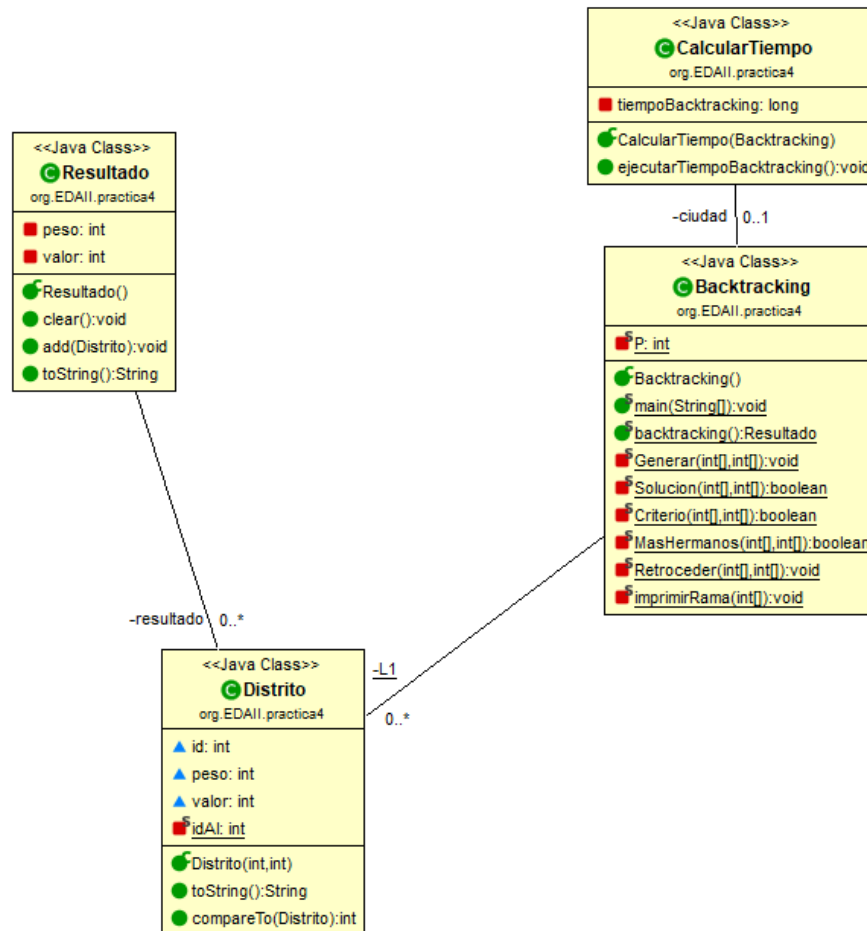 <<Java Class>>
CalcularTiempo
org.EDAII.practica4
tiempoBacktracking: long
CalcularTiempo(Backtracking)
ejecutarTiempoBacktracking():void
<<Java Class>>
Resultado
org.EDAII.practica4
peso: int
valor: int
Resultado()
clear():void
add(Distrito):void
toString():String
-ciudad 0..1
<<Java Class>>
Backtracking
org.EDAII.practica4
P: int
Backtracking()
main(String[]):void
backtracking():Resultado
Generar(int[],int[]):void
Solucion(int[],int[]):boolean
Criterio(int[],int[]):boolean
MasHermanos(int[],int[]):boolean
Retroceder(int[],int[]):void
imprimirRama(int[]):void
-resultado 0..*
-L1
0..*
<<Java Class>>
Distrito
org.EDAII.practica4
id: int
peso: int
valor: int
idAI: int
Distrito(int,int)
toString():String
compareTo(Distrito):int